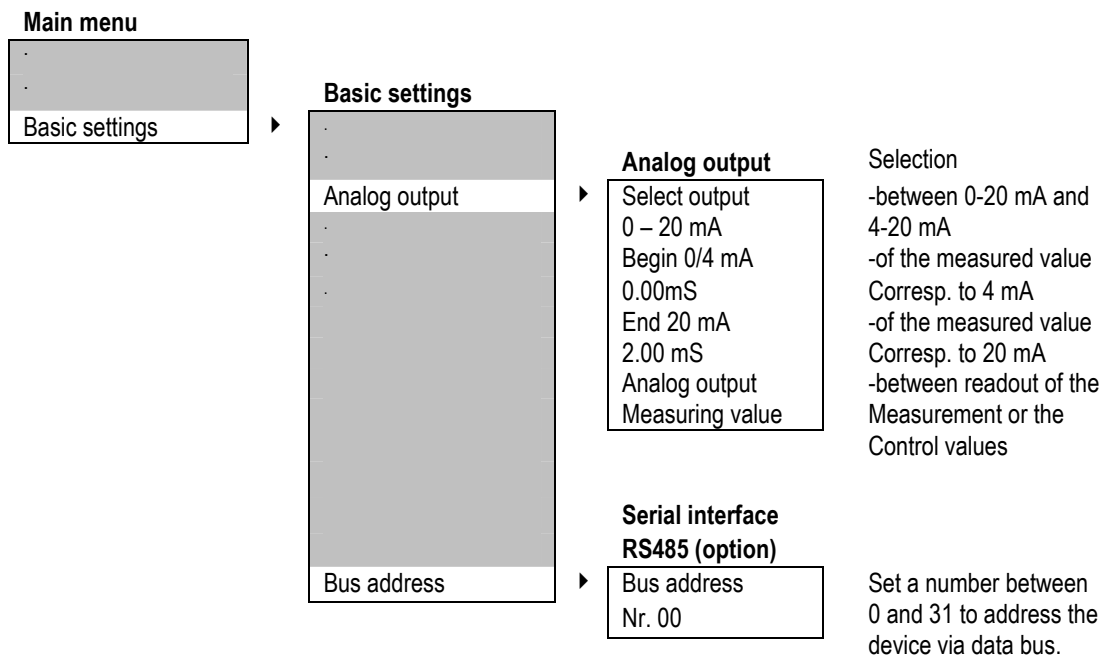 Main menu
.
.
Basic settings
Basic settings
.
.
Analog output
.
.
.
Bus address
Analog output
Select output
0 – 20 mA
Begin 0/4 mA
0.00mS
End 20 mA
2.00 mS
Analog output
Measuring value
Selection
-between 0-20 mA and
4-20 mA
-of the measured value
Corresp. to 4 mA
-of the measured value
Corresp. to 20 mA
-between readout of the
Measurement or the
Control values
Serial interface
RS485 (option)
Bus address
Nr. 00
Set a number between
0 and 31 to address the
device via data bus.